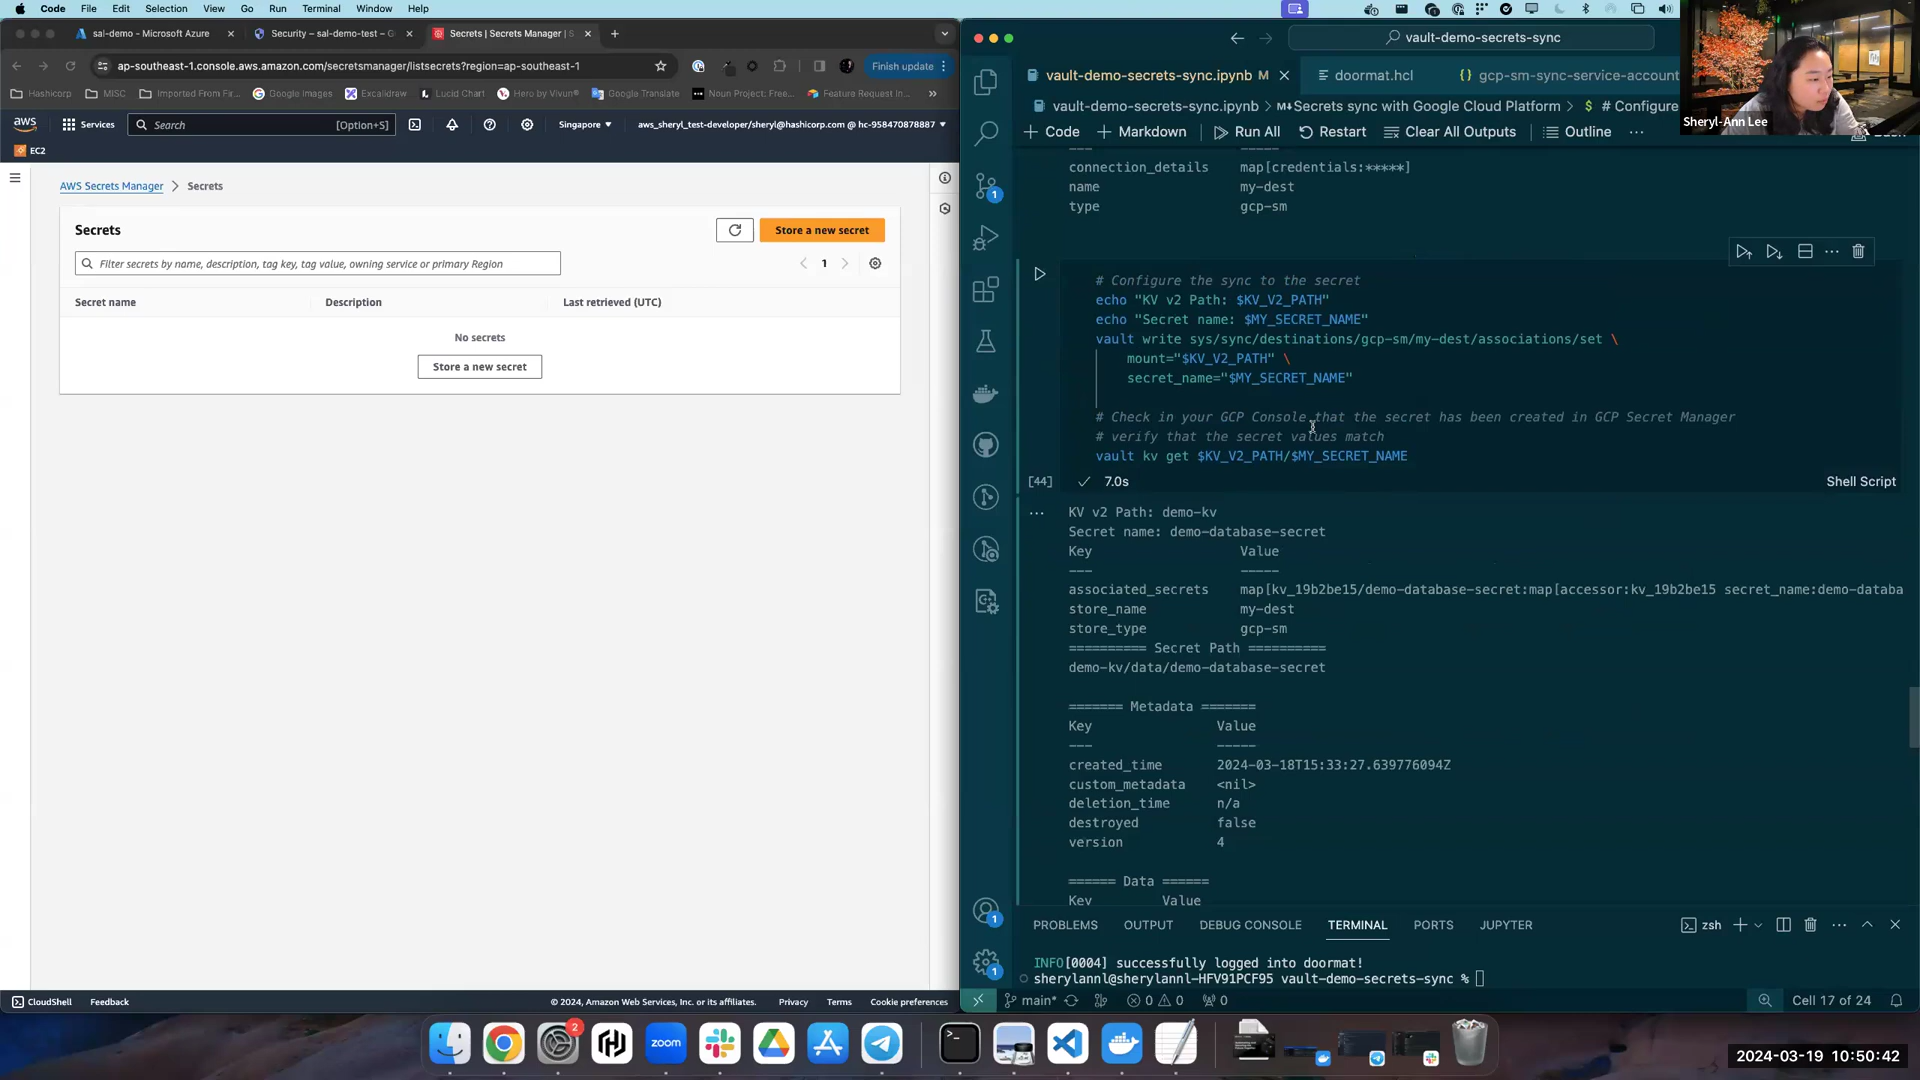 Code File Edit Selection View Go Run Terminal Window Help
sal-demo - Microsoft Azure
Security – sal-demo-test – G
Secrets | Secrets Manager | S
ap-southeast-1.console.aws.amazon.com/secretsmanager/listsecrets?region=ap-southeast-1
Finish update
Hashicorp MISC Imported From Fir... Google Images Excalidraw Lucid Chart Hero by Vivun® Google Translate Noun Project: Free... Feature Request in...
aws Services Search [Option+S] Singapore aws_sheryl_test-developer/sheryl@hashicorp.com @ hc-958470878887
EC2
AWS Secrets Manager > Secrets
Secrets
Store a new secret
Filter secrets by name, description, tag key, tag value, owning service or primary Region
1
Secret name Description Last retrieved (UTC)
No secrets
Store a new secret
CloudShell Feedback © 2024, Amazon Web Services, Inc. or its affiliates. Privacy Terms Cookie preferences
vault-demo-secrets-sync
vault-demo-secrets-sync.ipynb M doormat.hcl {} gcp-sm-sync-service-account
vault-demo-secrets-sync.ipynb > M↓ Secrets sync with Google Cloud Platform > $ # Configure
+ Code + Markdown Run All Restart Clear All Outputs Outline ...
Sheryl-Ann Lee
--- -----
connection_details map[credentials:*****]
name my-dest
type gcp-sm
# Configure the sync to the secret
echo "KV v2 Path: $KV_V2_PATH"
echo "Secret name: $MY_SECRET_NAME"
vault write sys/sync/destinations/gcp-sm/my-dest/associations/set \
mount="$KV_V2_PATH" \
secret_name="$MY_SECRET_NAME"
# Check in your GCP Console that the secret has been created in GCP Secret Manager
# verify that the secret values match
vault kv get $KV_V2_PATH/$MY_SECRET_NAME
[44] 7.0s Shell Script
... KV v2 Path: demo-kv
Secret name: demo-database-secret
Key Value
--- -----
associated_secrets map[kv_19b2be15/demo-database-secret:map[accessor:kv_19b2be15 secret_name:demo-databa
store_name my-dest
store_type gcp-sm
========== Secret Path ==========
demo-kv/data/demo-database-secret
======= Metadata =======
Key Value
--- -----
created_time 2024-03-18T15:33:27.639776094Z
custom_metadata <nil>
deletion_time n/a
destroyed false
version 4
====== Data ======
Key Value
PROBLEMS OUTPUT DEBUG CONSOLE TERMINAL PORTS JUPYTER zsh
INFO[0004] successfully logged into doormat!
sherylannl@sherylannl-HFV91PCF95 vault-demo-secrets-sync %
main* 0 0 0 Cell 17 of 24
1
1
1
2
zoom
2024-03-19 10:50:42